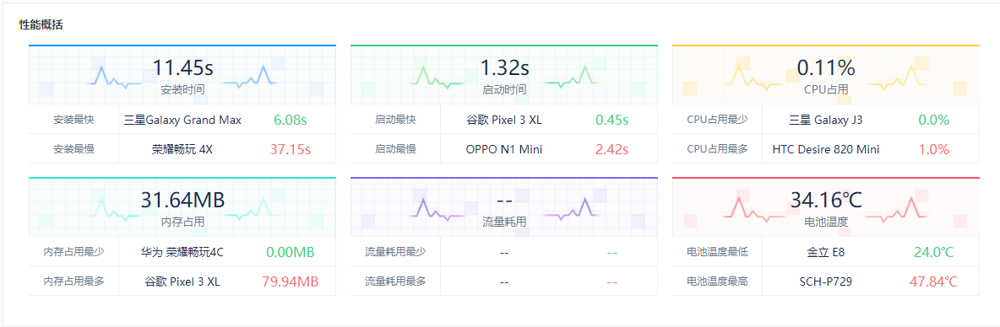 性能概括
11.45s
安装时间
安装最快 三星Galaxy Grand Max 6.08s
安装最慢 荣耀畅玩 4X 37.15s
1.32s
启动时间
启动最快 谷歌 Pixel 3 XL 0.45s
启动最慢 OPPO N1 Mini 2.42s
0.11%
CPU占用
CPU占用最少 三星 Galaxy J3 0.0%
CPU占用最多 HTC Desire 820 Mini 1.0%
31.64MB
内存占用
内存占用最少 华为 荣耀畅玩4C 0.00MB
内存占用最多 谷歌 Pixel 3 XL 79.94MB
--
流量耗用
流量耗用最少 -- --
流量耗用最多 -- --
34.16℃
电池温度
电池温度最低 金立 E8 24.0℃
电池温度最高 SCH-P729 47.84℃